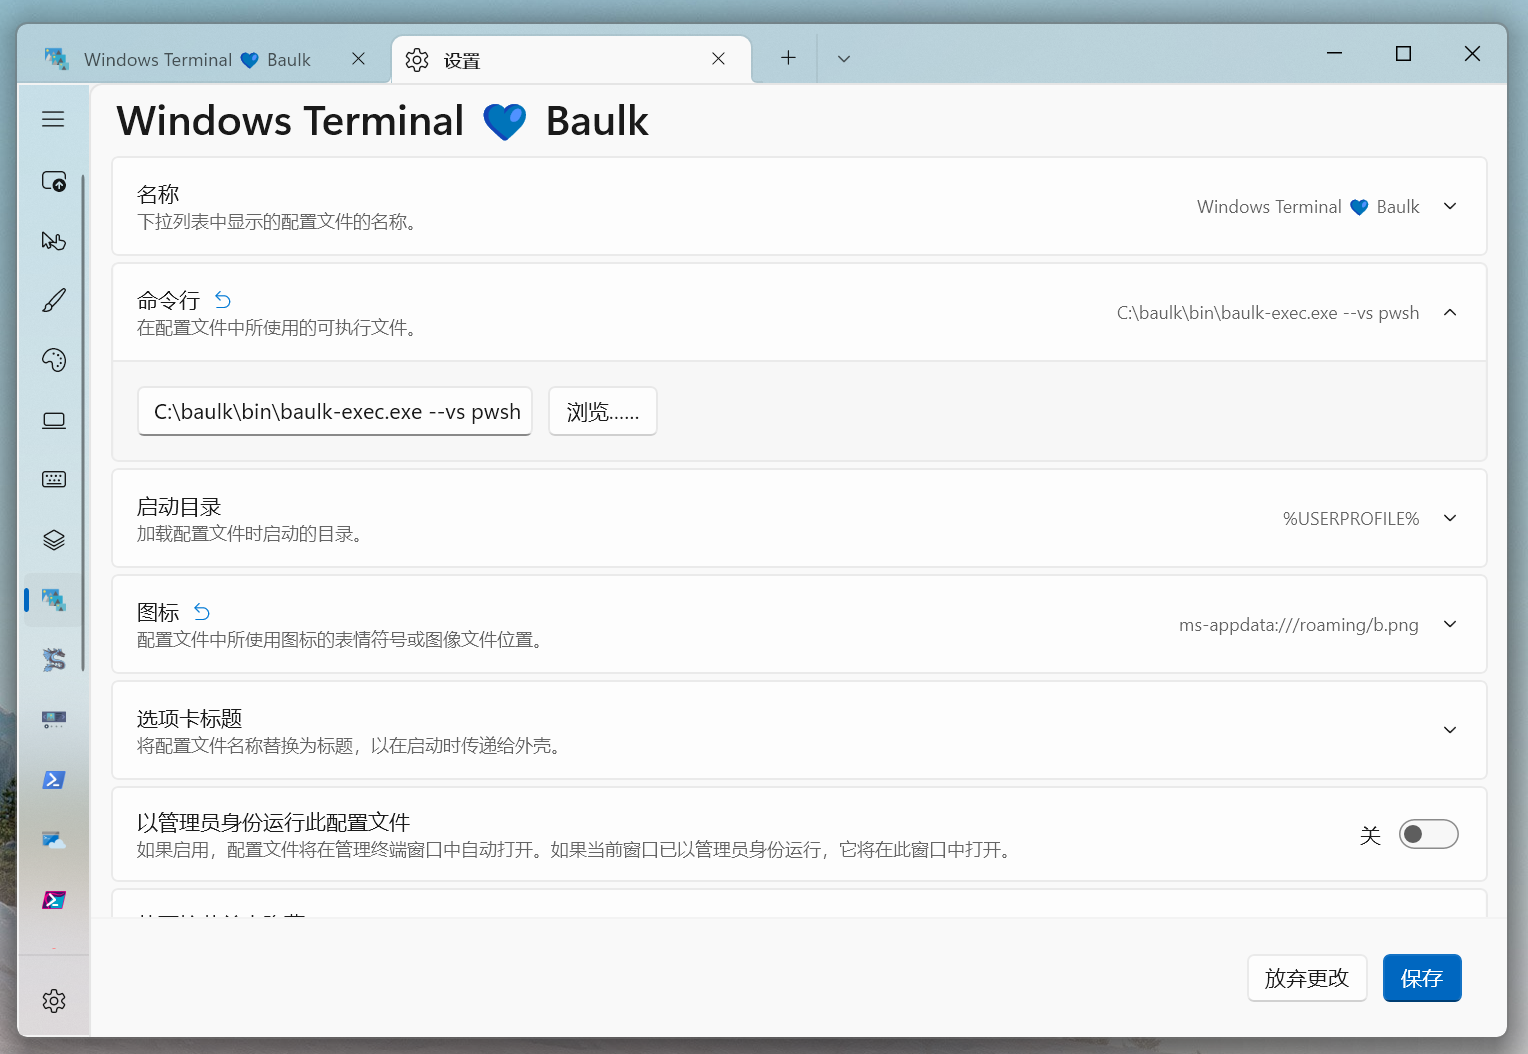 Windows Terminal 💙 Baulk
设置
Windows Terminal 💙 Baulk
名称
下拉列表中显示的配置文件的名称。
Windows Terminal 💙 Baulk
命令行
在配置文件中所使用的可执行文件。
C:\baulk\bin\baulk-exec.exe --vs pwsh
C:\baulk\bin\baulk-exec.exe --vs pwsh
浏览......
启动目录
加载配置文件时启动的目录。
%USERPROFILE%
图标
配置文件中所使用图标的表情符号或图像文件位置。
ms-appdata:///roaming/b.png
选项卡标题
将配置文件名称替换为标题，以在启动时传递给外壳。
以管理员身份运行此配置文件
如果启用，配置文件将在管理终端窗口中自动打开。如果当前窗口已以管理员身份运行，它将在此窗口中打开。
关
放弃更改
保存